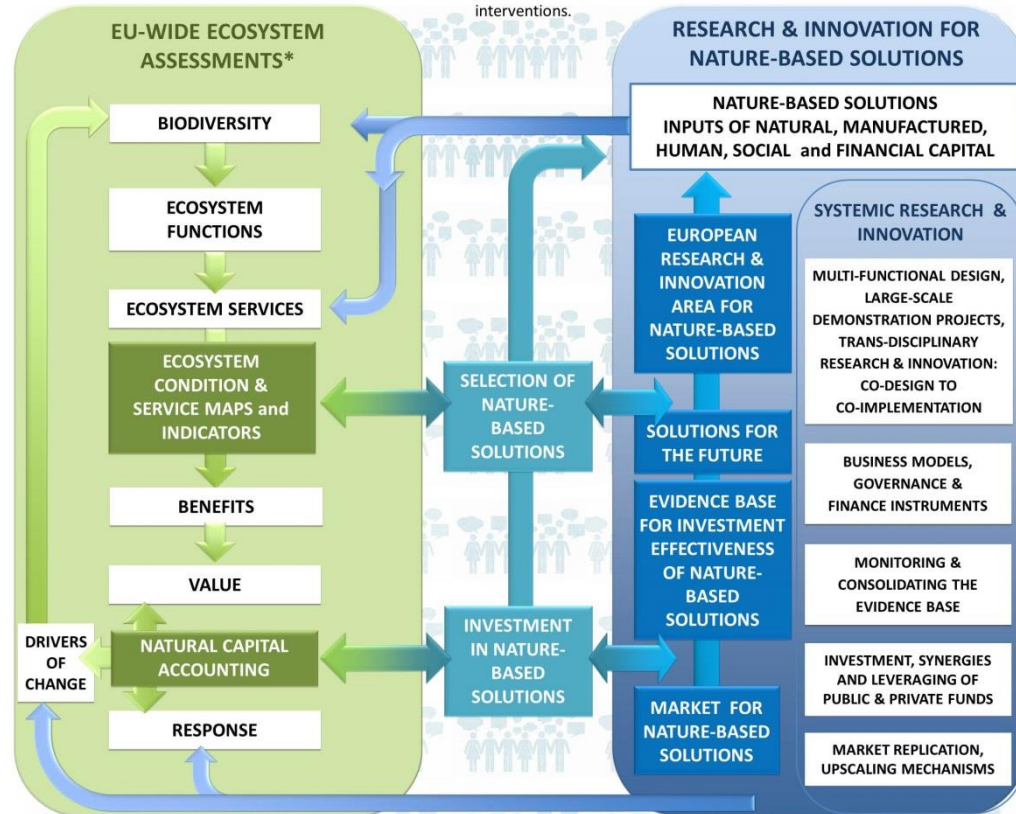 interventions.
EU-WIDE ECOSYSTEM
ASSESSMENTS*
BIODIVERSITY
ECOSYSTEM
FUNCTIONS
ECOSYSTEM SERVICES
ECOSYSTEM
CONDITION &
SERVICE MAPS and
INDICATORS
BENEFITS
VALUE
DRIVERS
OF
CHANGE
NATURAL CAPITAL
ACCOUNTING
RESPONSE
SELECTION OF
NATURE-
BASED
SOLUTIONS
INVESTMENT
IN NATURE-
BASED
SOLUTIONS
RESEARCH & INNOVATION FOR
NATURE-BASED SOLUTIONS
NATURE-BASED SOLUTIONS
INPUTS OF NATURAL, MANUFACTURED,
HUMAN, SOCIAL and FINANCIAL CAPITAL
EUROPEAN
RESEARCH &
INNOVATION
AREA FOR
NATURE-BASED
SOLUTIONS
SOLUTIONS FOR
THE FUTURE
EVIDENCE BASE
FOR INVESTMENT
EFFECTIVENESS
OF NATURE-
BASED
SOLUTIONS
MARKET FOR
NATURE-BASED
SOLUTIONS
SYSTEMIC RESEARCH &
INNOVATION
MULTI-FUNCTIONAL DESIGN,
LARGE-SCALE
DEMONSTRATION PROJECTS,
TRANS-DISCIPLINARY
RESEARCH & INNOVATION:
CO-DESIGN TO
CO-IMPLEMENTATION
BUSINESS MODELS,
GOVERNANCE &
FINANCE INSTRUMENTS
MONITORING &
CONSOLIDATING THE
EVIDENCE BASE
INVESTMENT, SYNERGIES
AND LEVERAGING OF
PUBLIC & PRIVATE FUNDS
MARKET REPLICATION,
UPSCALING MECHANISMS